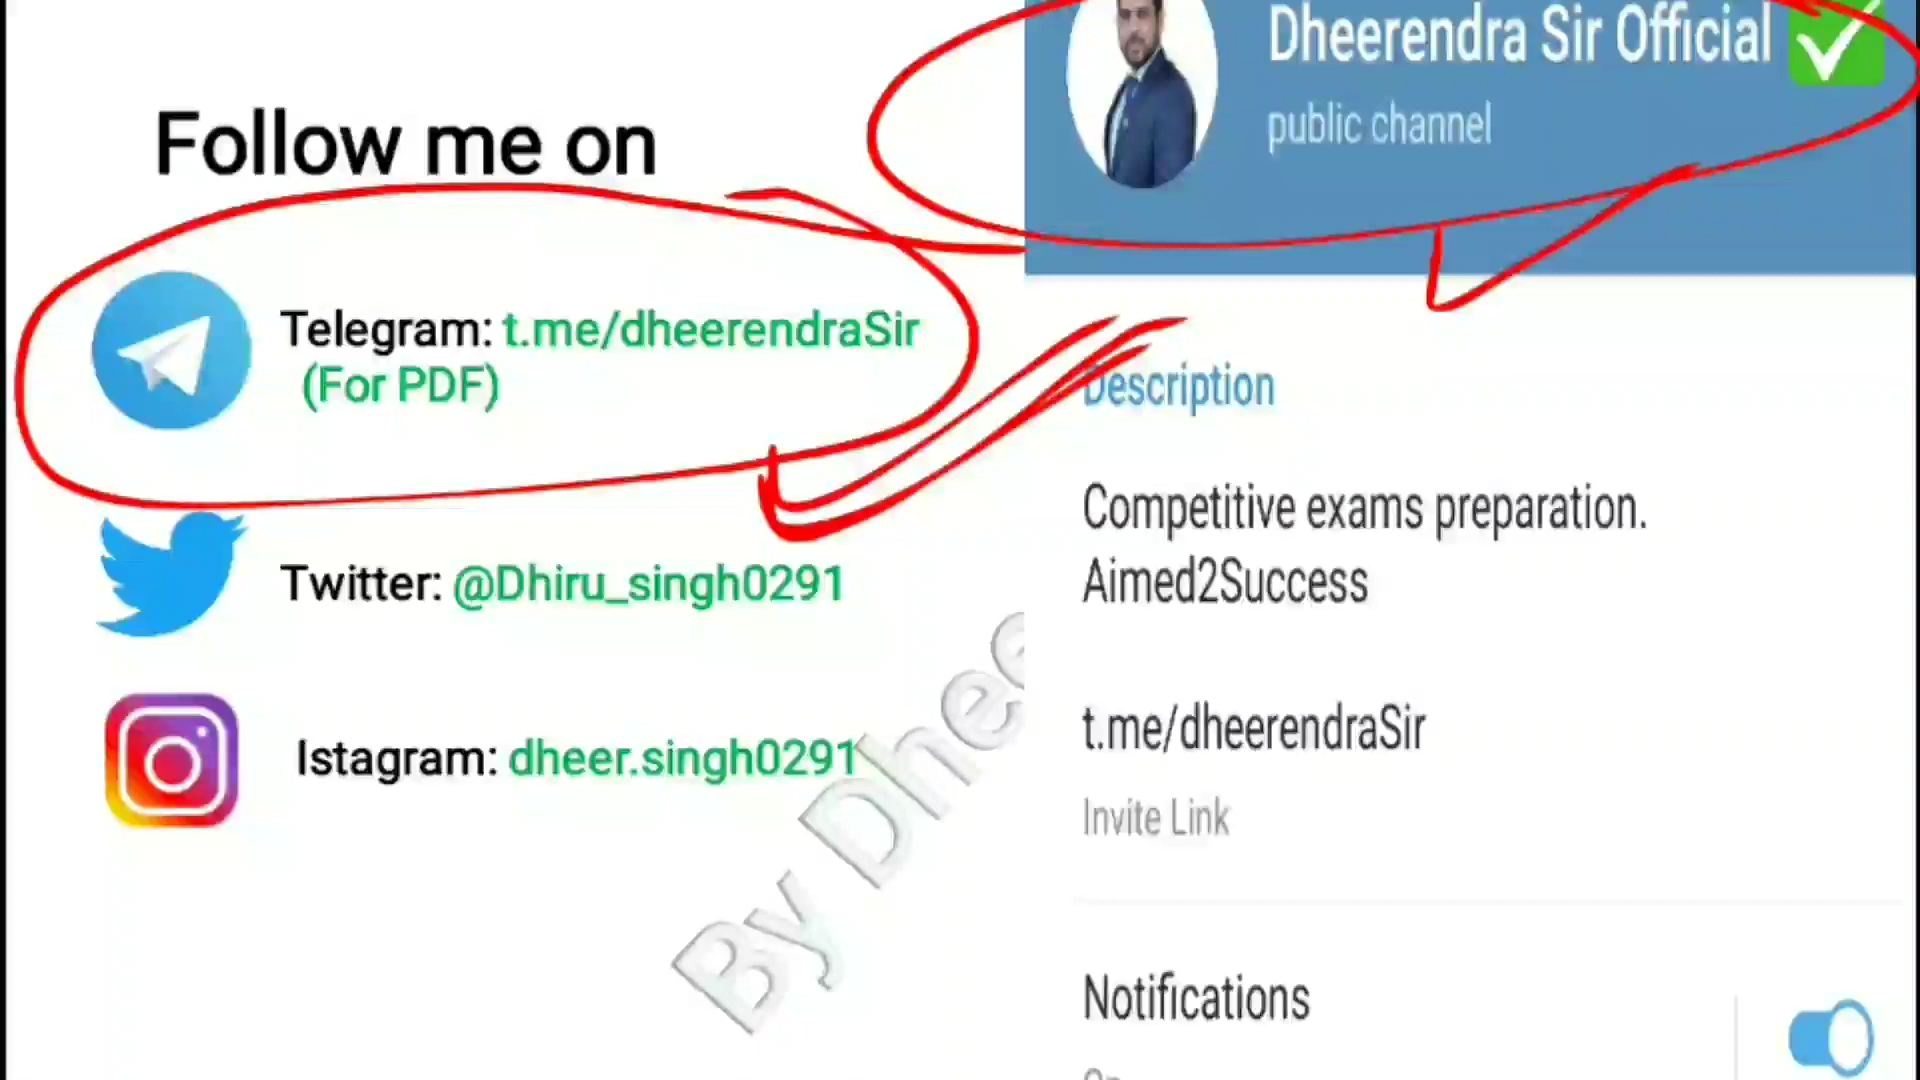 Follow me on
Telegram: t.me/dheerendraSir
(For PDF)
Twitter: @Dhiru_singh0291
Istagram: dheer.singh0291
By Dhee
Dheerendra Sir Official
public channel
Description
Competitive exams preparation.
Aimed2Success
t.me/dheerendraSir
Invite Link
Notifications